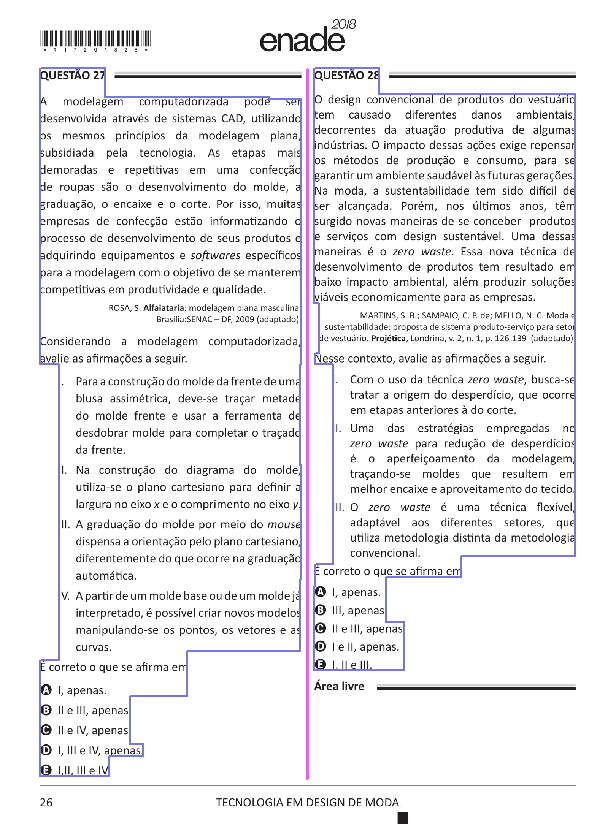 enade2018
*R2720182​6*
QUESTÃO 27
A modelagem computadorizada pode ser
desenvolvida através de sistemas CAD, utilizando
os mesmos princípios da modelagem plana,
subsidiada pela tecnologia. As etapas mais
demoradas e repetitivas em uma confecção
de roupas são o desenvolvimento do molde, a
graduação, o encaixe e o corte. Por isso, muitas
empresas de confecção estão informatizando o
processo de desenvolvimento de seus produtos e
adquirindo equipamentos e softwares específicos
para a modelagem com o objetivo de se manterem
competitivas em produtividade e qualidade.
ROSA, S. Alfaiataria: modelagem plana masculina
Brasília:SENAC – DF, 2009 (adaptado)
Considerando a modelagem computadorizada,
avalie as afirmações a seguir.
. Para a construção do molde da frente de uma
blusa assimétrica, deve-se traçar metade
do molde frente e usar a ferramenta de
desdobrar molde para completar o traçado
da frente.
I. Na construção do diagrama do molde,
utiliza-se o plano cartesiano para definir a
largura no eixo x e o comprimento no eixo y.
II. A graduação do molde por meio do mouse
dispensa a orientação pelo plano cartesiano,
diferentemente do que ocorre na graduação
automática.
V. A partir de um molde base ou de um molde já
interpretado, é possível criar novos modelos
manipulando-se os pontos, os vetores e as
curvas.
É correto o que se afirma em
A I, apenas.
B II e III, apenas
C II e IV, apenas
D I, III e IV, apenas.
E I,II, III e IV
QUESTÃO 28
O design convencional de produtos do vestuário
tem causado diferentes danos ambientais,
decorrentes da atuação produtiva de algumas
indústrias. O impacto dessas ações exige repensar
os métodos de produção e consumo, para se
garantir um ambiente saudável às futuras gerações.
Na moda, a sustentabilidade tem sido difícil de
ser alcançada. Porém, nos últimos anos, têm
surgido novas maneiras de se conceber produtos
e serviços com design sustentável. Uma dessas
maneiras é o zero waste. Essa nova técnica de
desenvolvimento de produtos tem resultado em
baixo impacto ambiental, além produzir soluções
viáveis economicamente para as empresas.
MARTINS, S. B.; SAMPAIO, C. P. de; MELLO, N. C. Moda e
sustentabilidade: proposta de sistema produto-serviço para setor
de vestuário. Projética, Londrina, v. 2, n. 1, p. 126-139 (adaptado)
Nesse contexto, avalie as afirmações a seguir.
. Com o uso da técnica zero waste, busca-se
tratar a origem do desperdício, que ocorre
em etapas anteriores à do corte.
I. Uma das estratégias empregadas no
zero waste para redução de desperdícios
é o aperfeiçoamento da modelagem,
traçando-se moldes que resultem em
melhor encaixe e aproveitamento do tecido.
III. O zero waste é uma técnica flexível,
adaptável aos diferentes setores, que
utiliza metodologia distinta da metodologia
convencional.
É correto o que se afirma em
A I, apenas.
B III, apenas
C II e III, apenas
D I e II, apenas.
E I, II e III.
Área livre
26
TECNOLOGIA EM DESIGN DE MODA